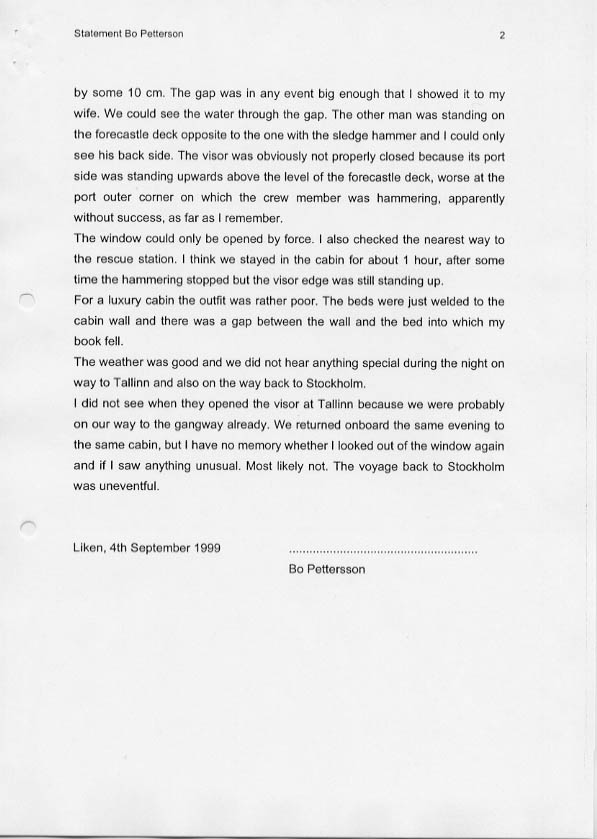 Statement Bo Petterson 2
by some 10 cm. The gap was in any event big enough that I showed it to my
wife. We could see the water through the gap. The other man was standing on
the forecastle deck opposite to the one with the sledge hammer and I could only
see his back side. The visor was obviously not properly closed because its port
side was standing upwards above the level of the forecastle deck, worse at the
port outer corner on which the crew member was hammering, apparently
without success, as far as I remember.
The window could only be opened by force. I also checked the nearest way to
the rescue station. I think we stayed in the cabin for about 1 hour, after some
time the hammering stopped but the visor edge was still standing up.
For a luxury cabin the outfit was rather poor. The beds were just welded to the
cabin wall and there was a gap between the wall and the bed into which my
book fell.
The weather was good and we did not hear anything special during the night on
way to Tallinn and also on the way back to Stockholm.
I did not see when they opened the visor at Tallinn because we were probably
on our way to the gangway already. We returned onboard the same evening to
the same cabin, but I have no memory whether I looked out of the window again
and if I saw anything unusual. Most likely not. The voyage back to Stockholm
was uneventful.
Liken, 4th September 1999 ........................................................
Bo Pettersson